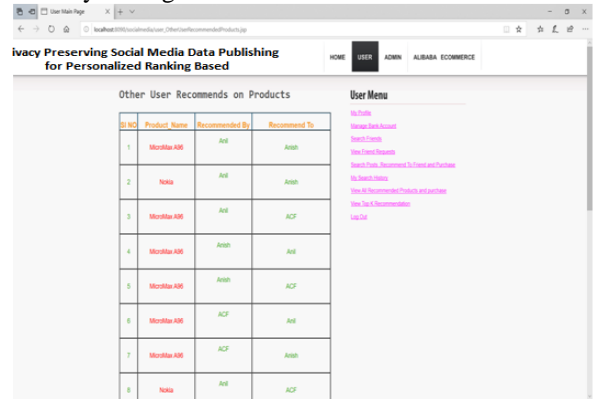 User Main Page
localhost:8090/socialmedia/user_OtherUserRecommendedProducts.jsp
ivacy Preserving Social Media Data Publishing
for Personalized Ranking Based
HOME USER ADMIN ALIBABA ECOMMERCE
Other User Recommends on Products
SI NO Product_Name Recommended By Recommend To
1 MicroMax A96 Anil Anish
2 Nokia Anil Anish
3 MicroMax A96 Anil ACF
4 MicroMax A96 Anish Anil
5 MicroMax A96 Anish ACF
6 MicroMax A96 ACF Anil
7 MicroMax A96 ACF Anish
8 Nokia Anil ACF
User Menu
My Profile
Manage Bank Account
Search Friends
View Friend Requests
Search Posts, Recommend To Friend and Purchase
My Search History
View All Recommended Products and purchase
View Top K Recommendation
Log Out